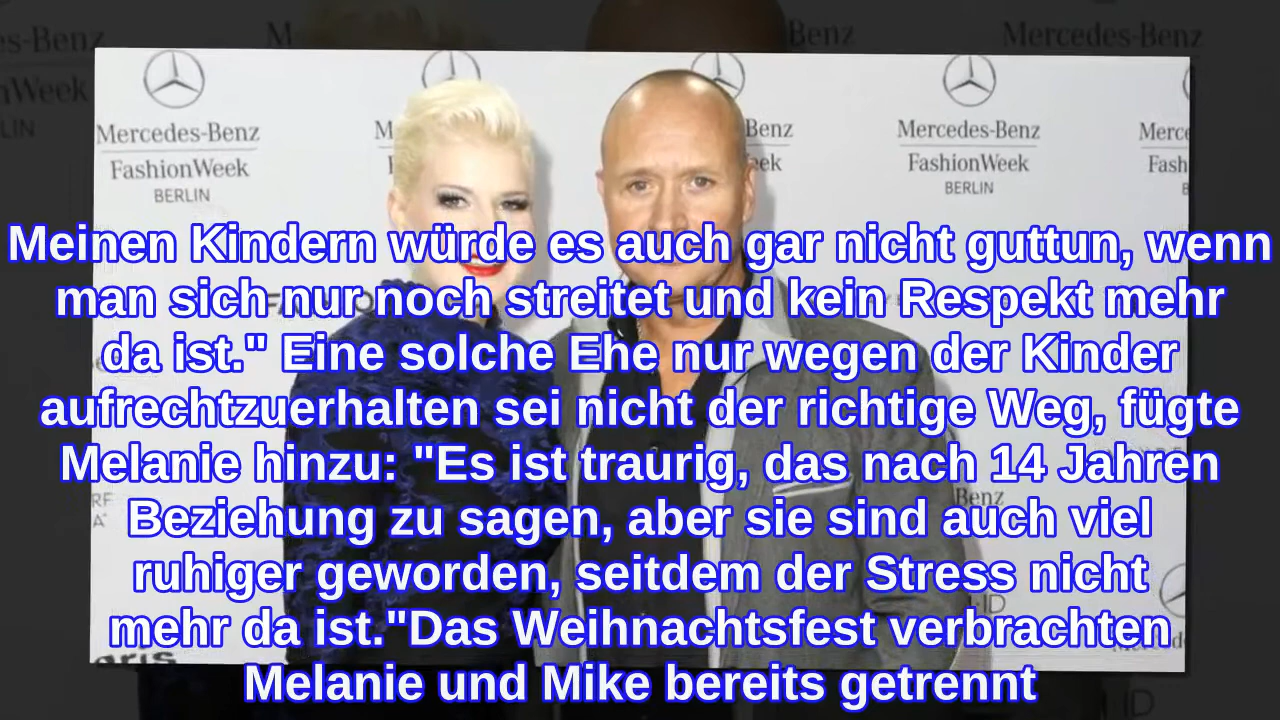 Mercedes-Benz
FashionWeek
BERLIN
Mercedes-Benz
FashionWeek
BERLIN
Meinen Kindern würde es auch gar nicht guttun, wenn
man sich nur noch streitet und kein Respekt mehr
da ist." Eine solche Ehe nur wegen der Kinder
aufrechtzuerhalten sei nicht der richtige Weg, fügte
Melanie hinzu: "Es ist traurig, das nach 14 Jahren
Beziehung zu sagen, aber sie sind auch viel
ruhiger geworden, seitdem der Stress nicht
mehr da ist."Das Weihnachtsfest verbrachten
Melanie und Mike bereits getrennt